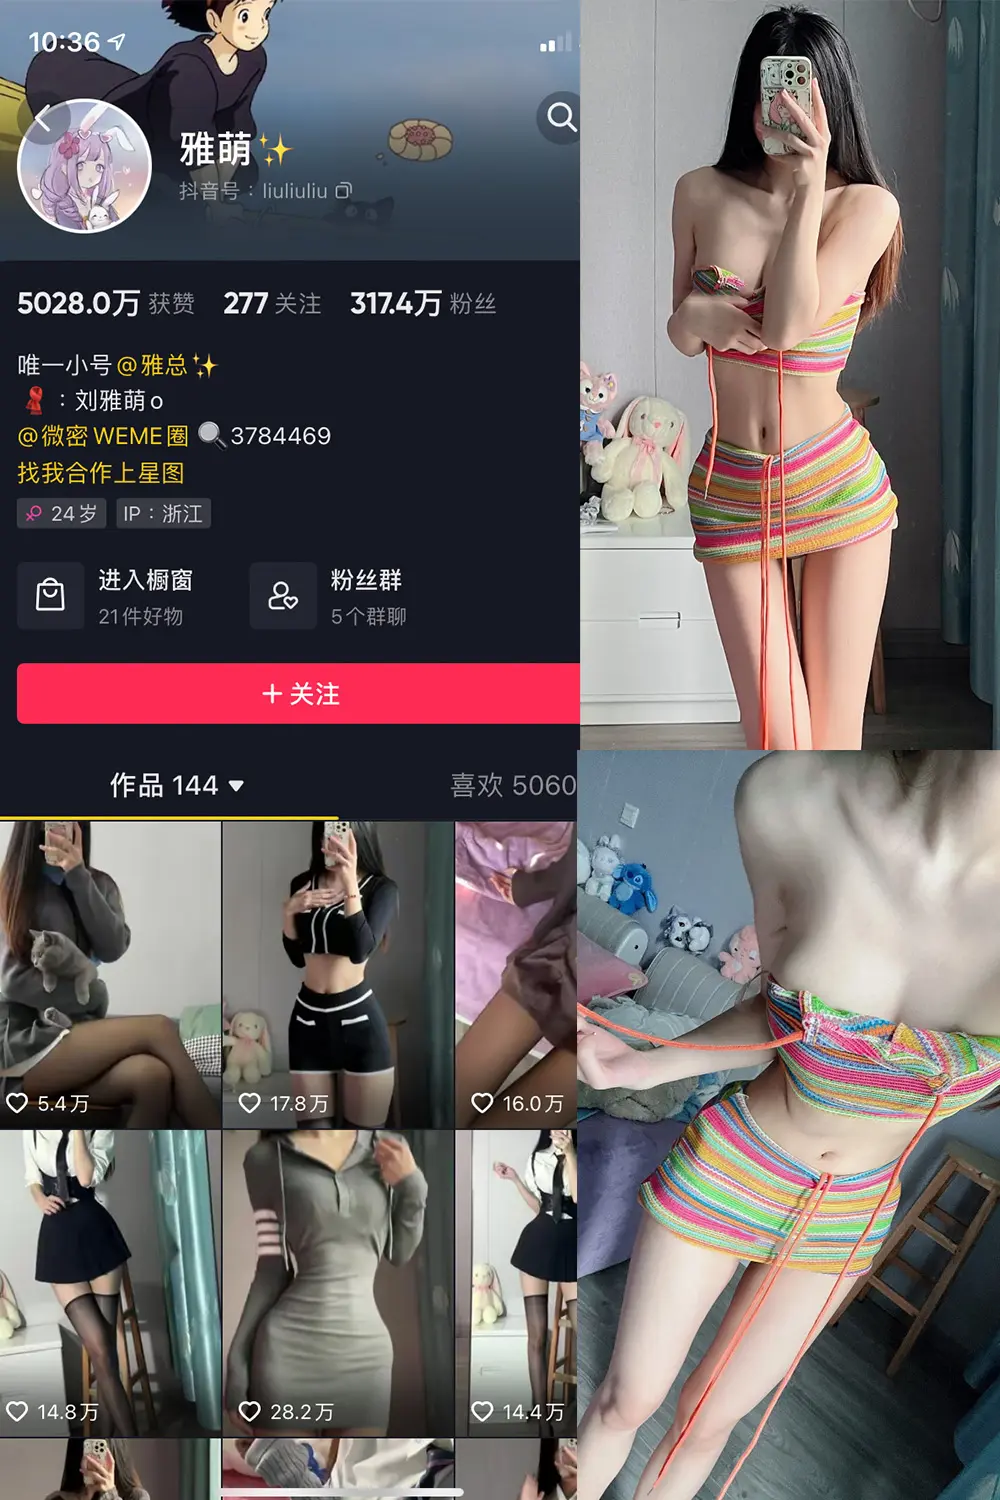 10:36
雅萌✨
抖音号：liuliuliu
5028.0万 获赞 277 关注 317.4万 粉丝
唯一小号@雅总✨
：刘雅萌o
@微密WEME圈🔍3784469
找我合作上星图
♀ 24岁 IP：浙江
进入橱窗
21件好物
粉丝群
5个群聊
+ 关注
作品 144 ▼ 喜欢 5060
5.4万 17.8万 16.0万
14.8万 28.2万 14.4万